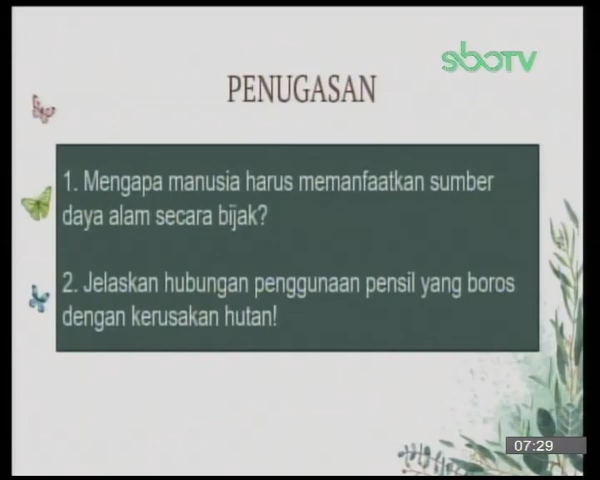 sboTV
PENUGASAN
1. Mengapa manusia harus memanfaatkan sumber
daya alam secara bijak?
2. Jelaskan hubungan penggunaan pensil yang boros
dengan kerusakan hutan!
07:29